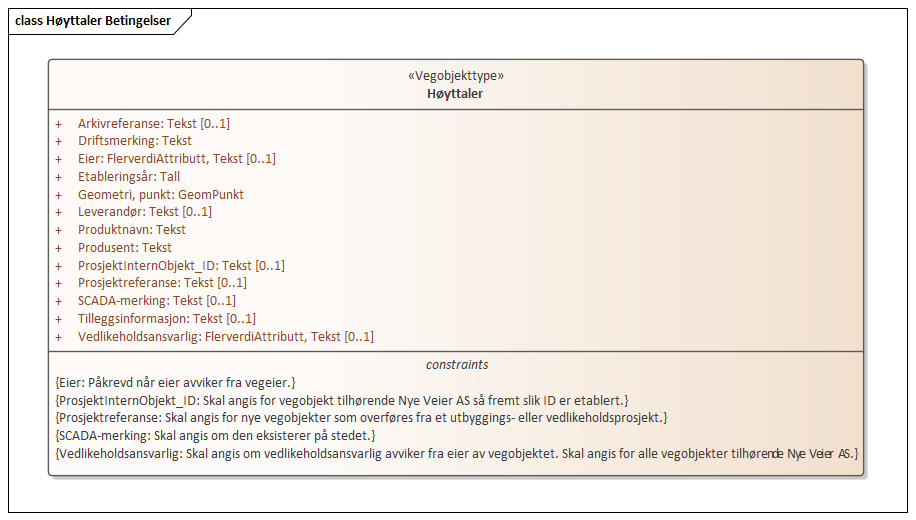 class Høyttaler Betingelser
«Vegobjekttype»
Høyttaler
+ Arkivreferanse: Tekst [0..1]
+ Driftsmerking: Tekst
+ Eier: FlerverdiAttributt, Tekst [0..1]
+ Etableringsår: Tall
+ Geometri, punkt: GeomPunkt
+ Leverandør: Tekst [0..1]
+ Produktnavn: Tekst
+ Produsent: Tekst
+ ProsjektInternObjekt_ID: Tekst [0..1]
+ Prosjektreferanse: Tekst [0..1]
+ SCADA-merking: Tekst [0..1]
+ Tilleggsinformasjon: Tekst [0..1]
+ Vedlikeholdsansvarlig: FlerverdiAttributt, Tekst [0..1]
constraints
{Eier: Påkrevd når eier avviker fra vegeier.}
{ProsjektInternObjekt_ID: Skal angis for vegobjekt tilhørende Nye Veier AS så fremt slik ID er etablert.}
{Prosjektreferanse: Skal angis for nye vegobjekter som overføres fra et utbyggings- eller vedlikeholdsprosjekt.}
{SCADA-merking: Skal angis om den eksisterer på stedet.}
{Vedlikeholdsansvarlig: Skal angis om vedlikeholdsansvarlig avviker fra eier av vegobjektet. Skal angis for alle vegobjekter tilhørende Nye Veier AS.}